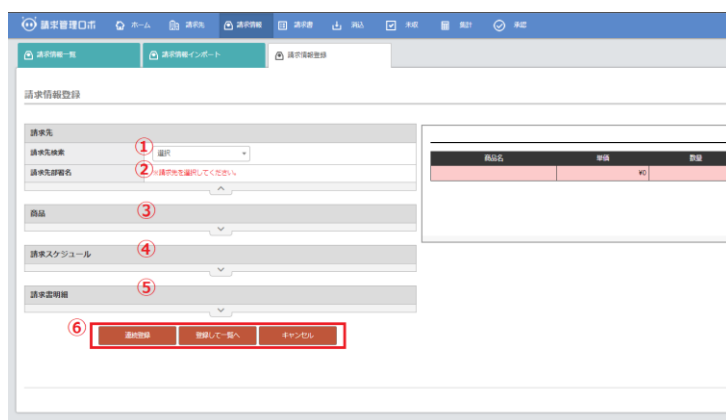 請求管理ロボ ホーム 請求先 請求情報 請求書 消込 未収 集計 承認
請求情報一覧 請求情報インポート 請求情報登録
請求情報登録
請求先
請求先検索 ① 選択
請求先部署名 ② ※請求先を選択してください。
商品 ③
請求スケジュール ④
請求書明細 ⑤
⑥ 連続登録 登録して一覧へ キャンセル
商品名 単価 数量
¥0